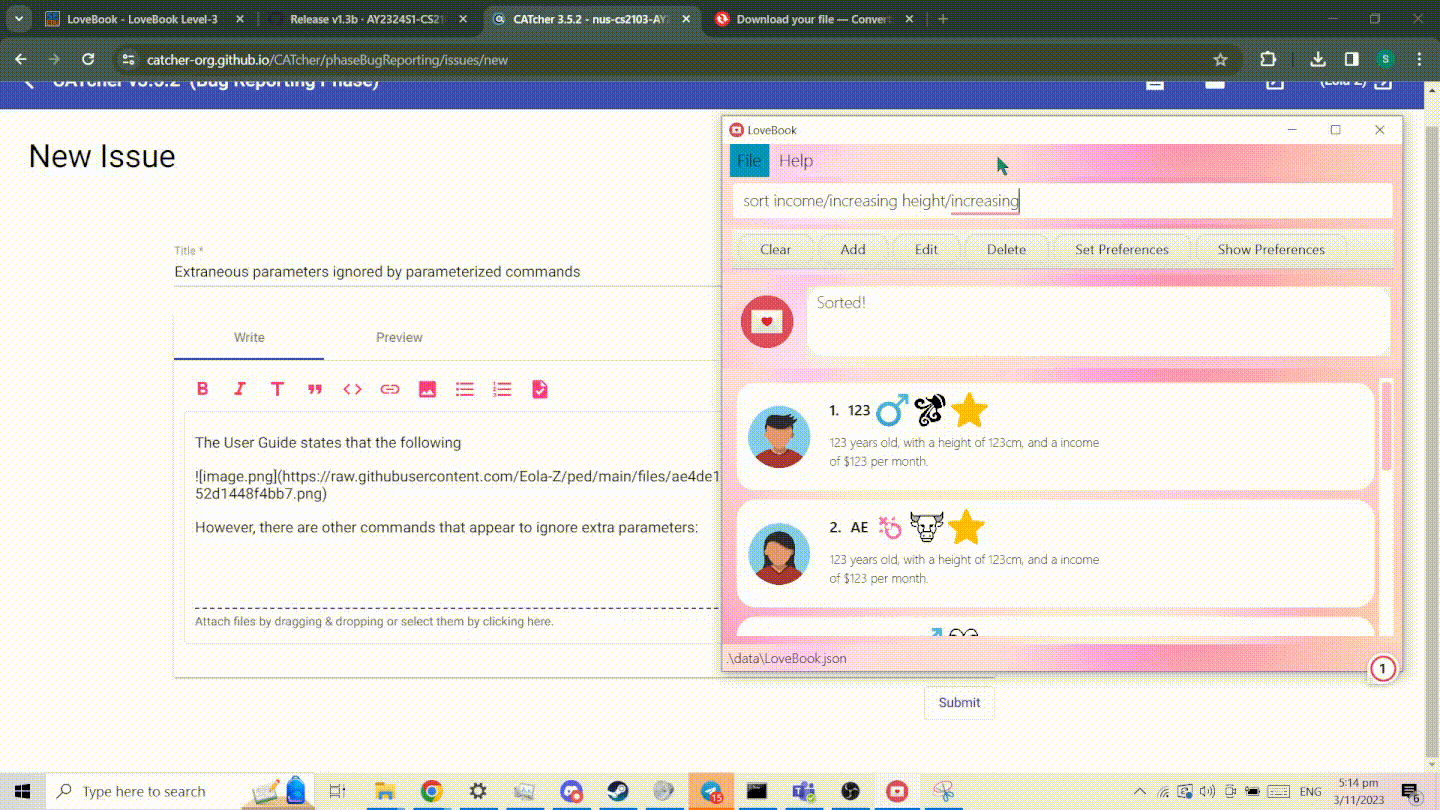 LoveBook - LoveBook Level-3
Release v1.3b · AY2324S1-CS21
CATcher 3.5.2 - nus-cs2103-AY
Download your file — Conver
catcher-org.github.io/CATcher/phaseBugReporting/issues/new
S
CATcher v3.5.2 (Bug Reporting Phase)
New Issue
Title *
Extraneous parameters ignored by parameterized commands
Write
Preview
The User Guide states that the following
![image.png](https://raw.githubusercontent.com/Eola-Z/ped/main/files/ae4de1
52d1448f4bb7.png)
However, there are other commands that appear to ignore extra parameters:
Attach files by dragging & dropping or select them by clicking here.
Submit
LoveBook
File
Help
sort income/increasing height/increasing
Clear
Add
Edit
Delete
Set Preferences
Show Preferences
Sorted!
1. 123
123 years old, with a height of 123cm, and a income
of $123 per month.
2. AE
123 years old, with a height of 123cm, and a income
of $123 per month.
.\data\LoveBook.json
1
Type here to search
15
ENG
5:14 pm
3/11/2023
6